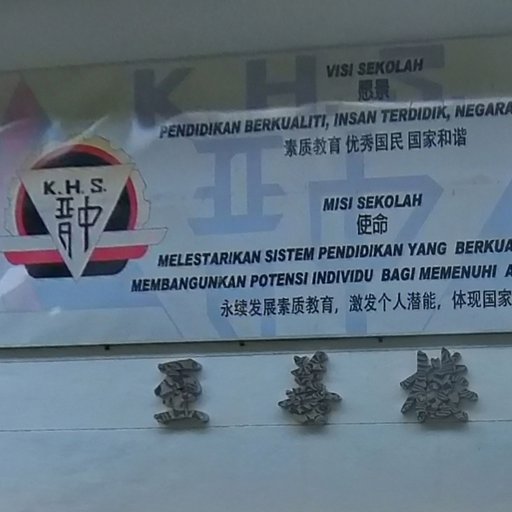 VISI SEKOLAH
愿景
PENDIDIKAN BERKUALITI, INSAN TERDIDIK, NEGARA
素质教育 优秀国民 国家和谐
K.H.S.
MISI SEKOLAH
使命
MELESTARIKAN SISTEM PENDIDIKAN YANG BERKUA
MEMBANGUNKAN POTENSI INDIVIDU BAGI MEMENUHI A
永续发展素质教育，激发个人潜能，体现国家